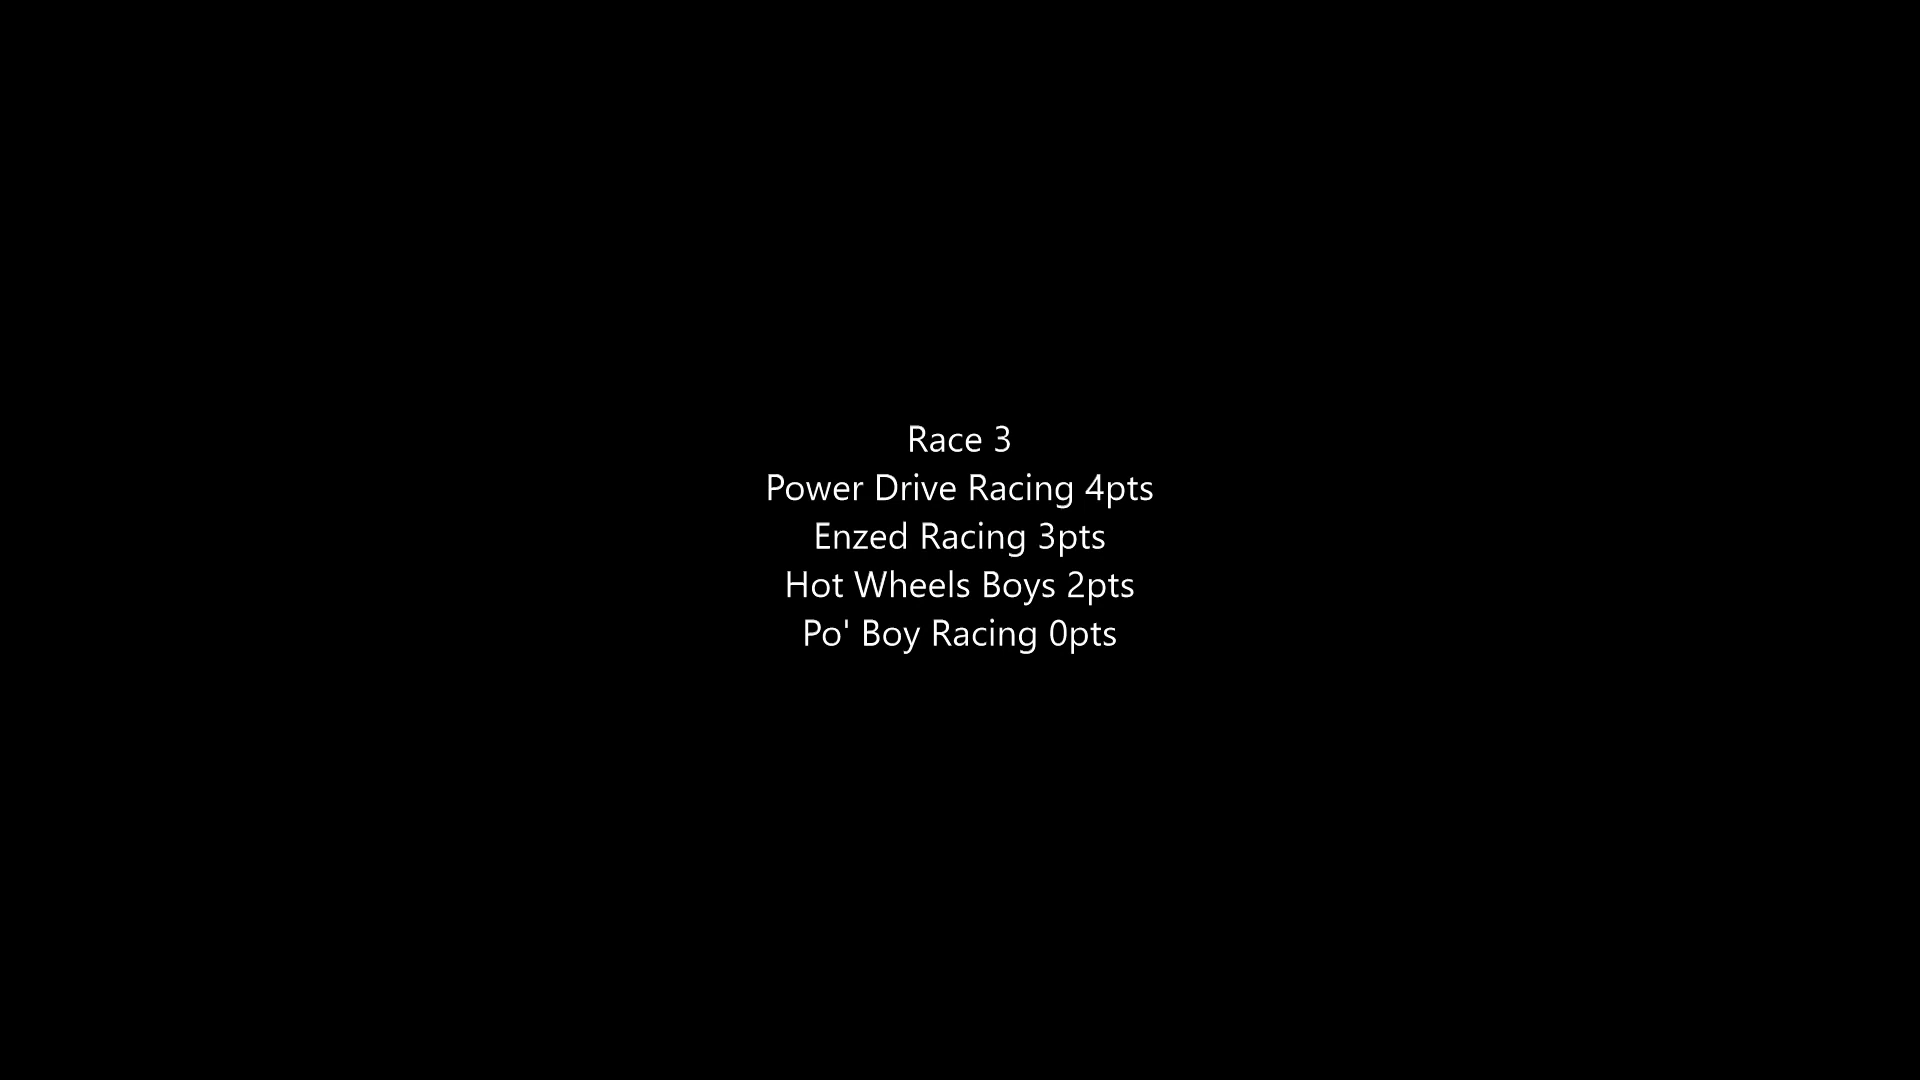 Race 3
Power Drive Racing 4pts
Enzed Racing 3pts
Hot Wheels Boys 2pts
Po' Boy Racing 0pts